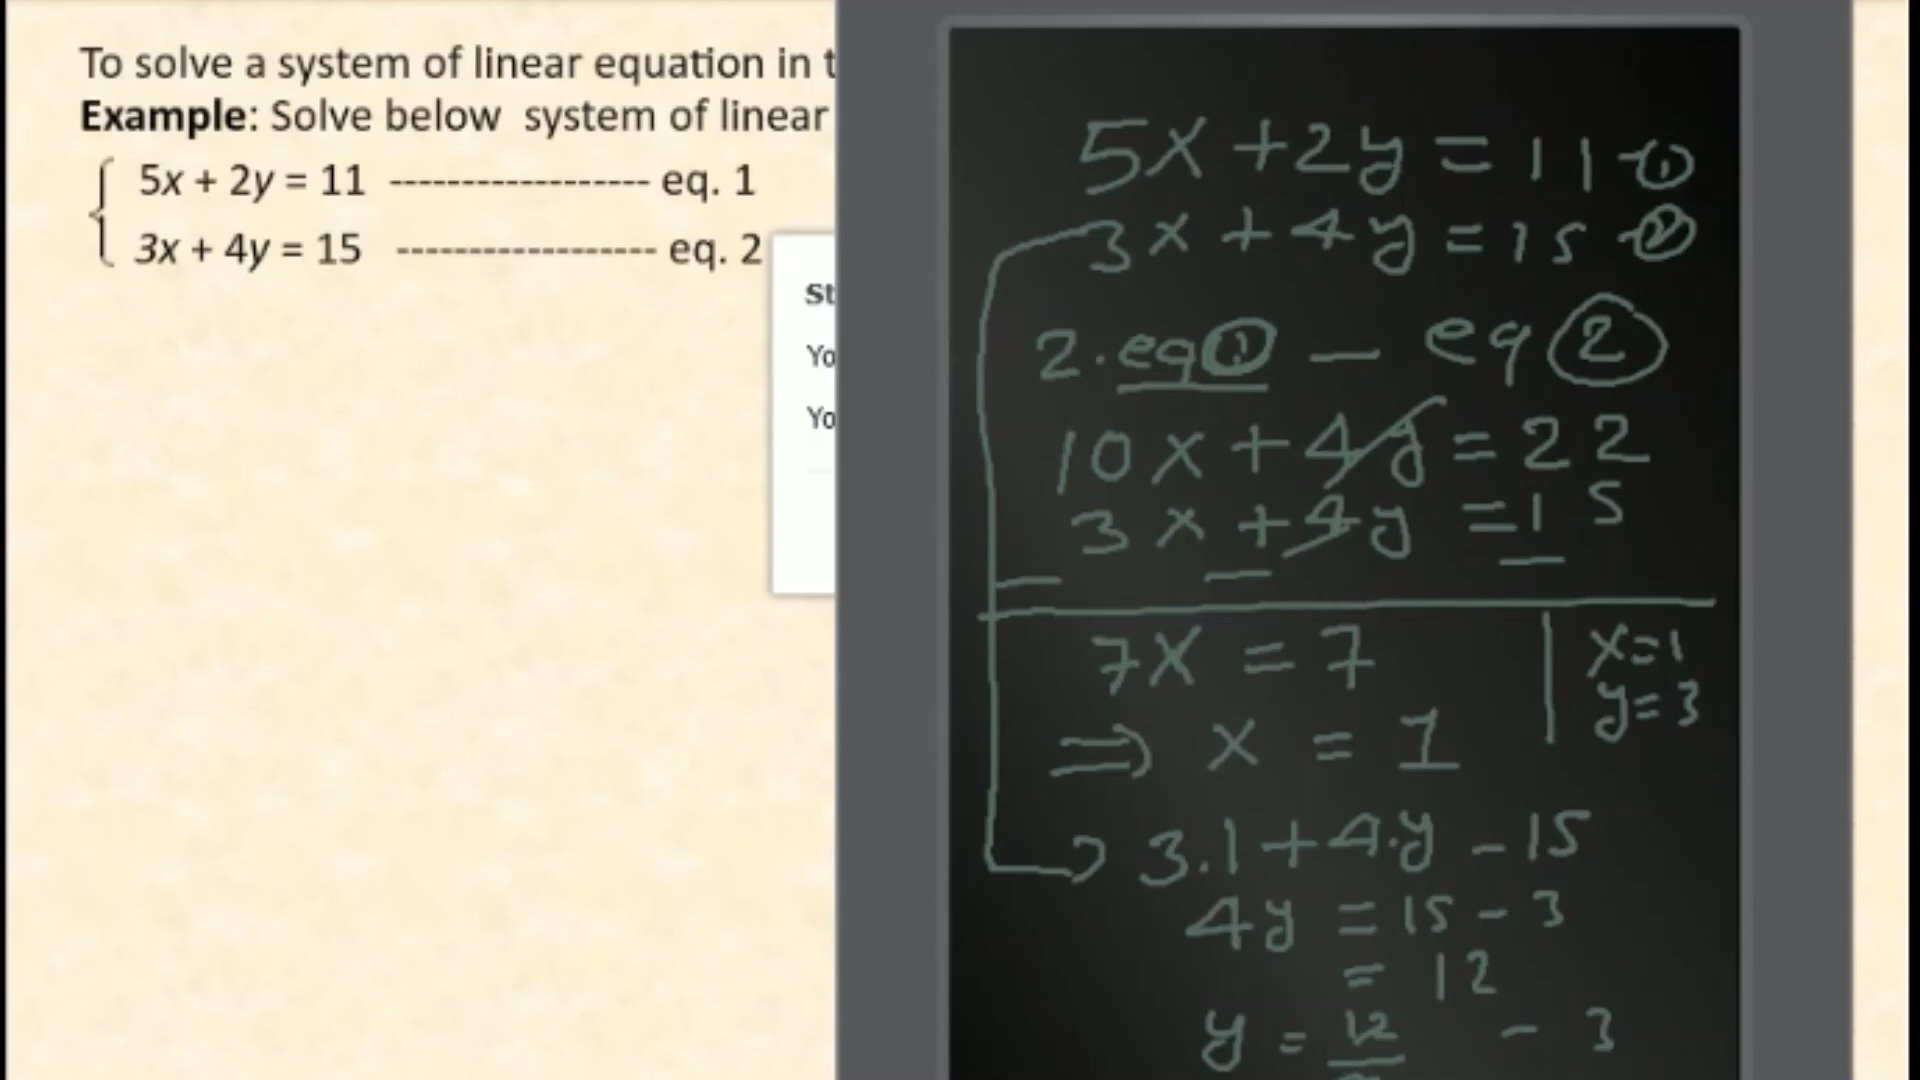 To solve a system of linear equation in t
Example: Solve below system of linear
5x + 2y = 11 ------------------ eq. 1
3x + 4y = 15 ------------------ eq. 2
St
Yo
Yo
5x + 2y = 11 - ①
3x + 4y = 15 - ②
2 · eq ① — eq ②
10x + 4y = 22
3x + 4y = 15
— — —
7x = 7
x = 1
y = 3
⇒ x = 1
3.1 + 4.y - 15
4y = 15 - 3
= 12
y = 12 - 3